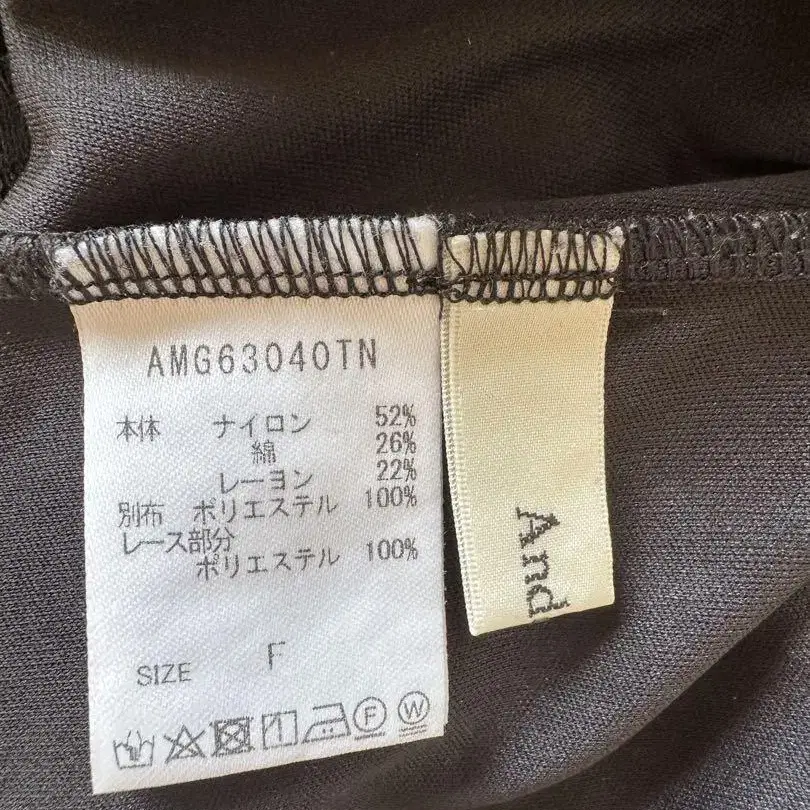 AMG63040TN
本体 ナイロン 52%
綿 26%
レーヨン 22%
別布 ポリエステル 100%
レース部分
ポリエステル 100%
SIZE F
F W
And